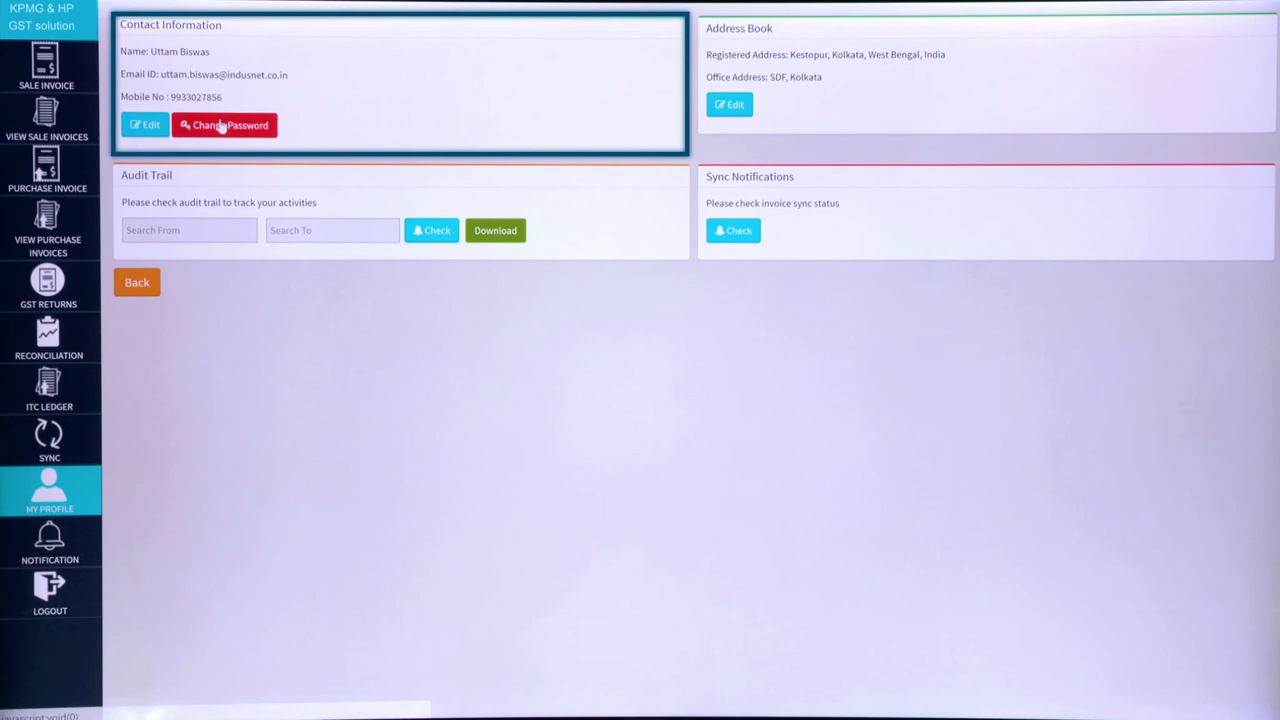 KPMG & HP
GST solution
SALE INVOICE
VIEW SALE INVOICES
PURCHASE INVOICE
VIEW PURCHASE
INVOICES
GST RETURNS
RECONCILIATION
ITC LEDGER
SYNC
MY PROFILE
NOTIFICATION
LOGOUT
Contact Information
Name: Uttam Biswas
Email ID: uttam.biswas@indusnet.co.in
Mobile No : 9933027856
Edit
Change Password
Address Book
Registered Address: Kestopur, Kolkata, West Bengal, India
Office Address: SDF, Kolkata
Edit
Audit Trail
Please check audit trail to track your activities
Search From
Search To
Check
Download
Sync Notifications
Please check invoice sync status
Check
Back
javascript:void(0);